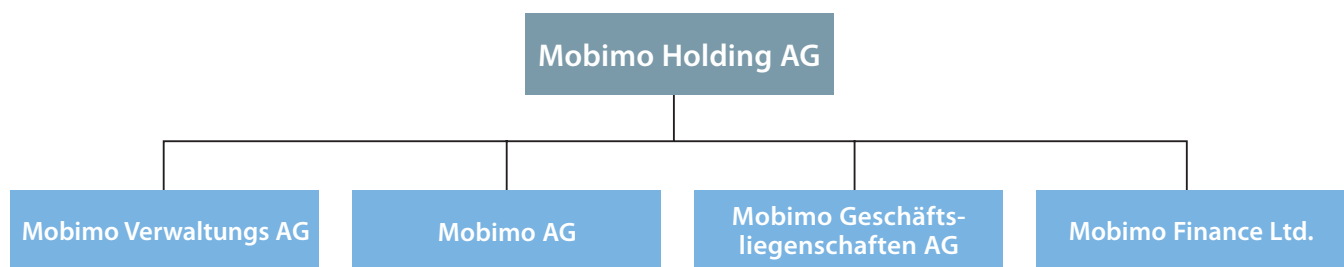 Mobimo Holding AG
Mobimo Verwaltungs AG
Mobimo AG
Mobimo Geschäfts-
liegenschaften AG
Mobimo Finance Ltd.